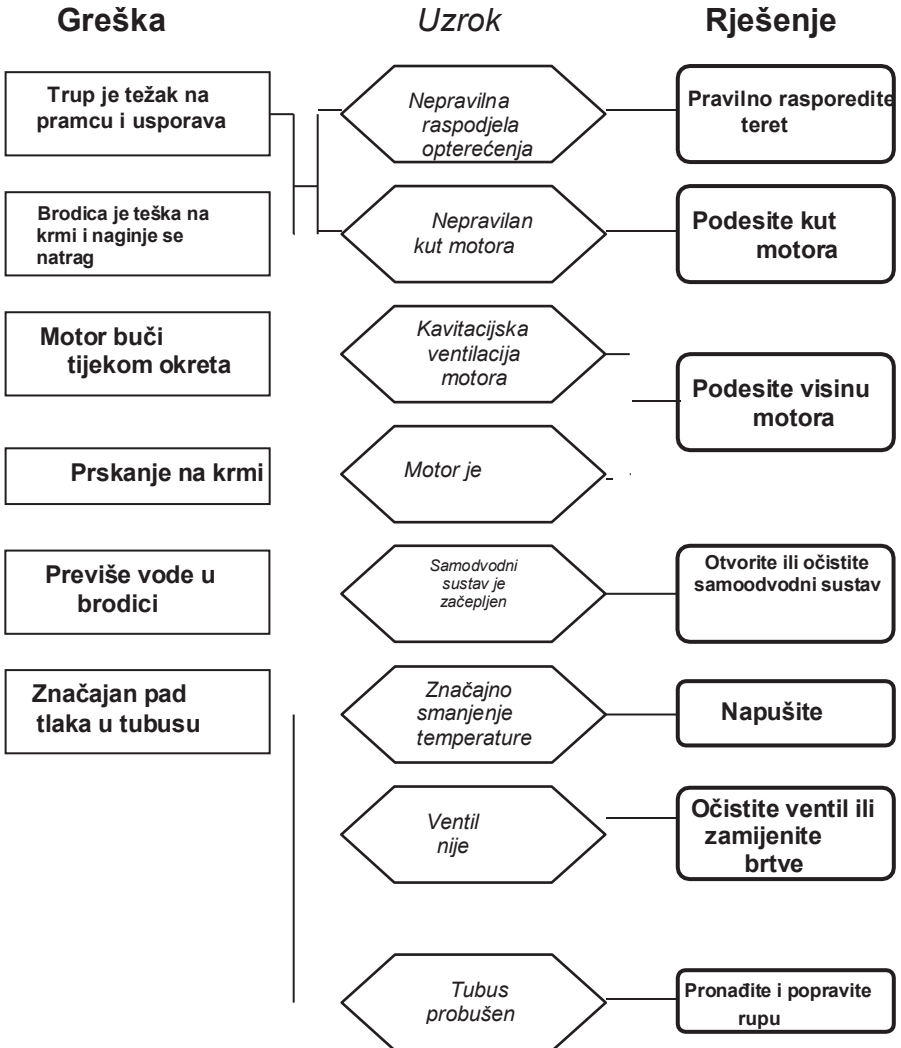 Greška Uzrok Rješenje
Trup je težak na
pramcu i usporava
Nepravilna
raspodjela
opterećenja
Pravilno rasporedite
teret
Brodica je teška na
krmi i naginje se
natrag
Nepravilan
kut motora
Podesite kut
motora
Motor buči
tijekom okreta
Kavitacijska
ventilacija
motora
Podesite visinu
motora
Prskanje na krmi
Motor je
Previše vode u
brodici
Samodvodni
sustav je
začepljen
Otvorite ili očistite
samoodvodni sustav
Značajan pad
tlaka u tubusu
Značajno
smanjenje
temperature
Napušite
Ventil
nije
Očistite ventil ili
zamijenite
brtve
Tubus
probušen
Pronađite i popravite
rupu